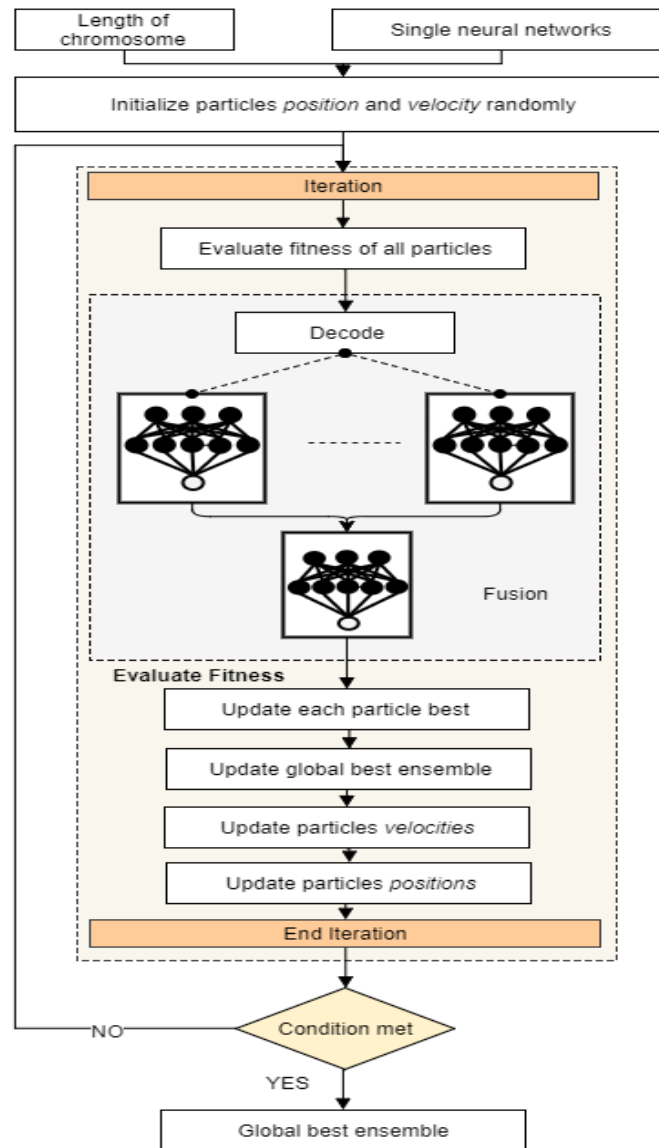 Length of
chromosome
Single neural networks
Initialize particles position and velocity randomly
Iteration
Evaluate fitness of all particles
Decode
Fusion
Evaluate Fitness
Update each particle best
Update global best ensemble
Update particles velocities
Update particles positions
End Iteration
Condition met
NO
YES
Global best ensemble